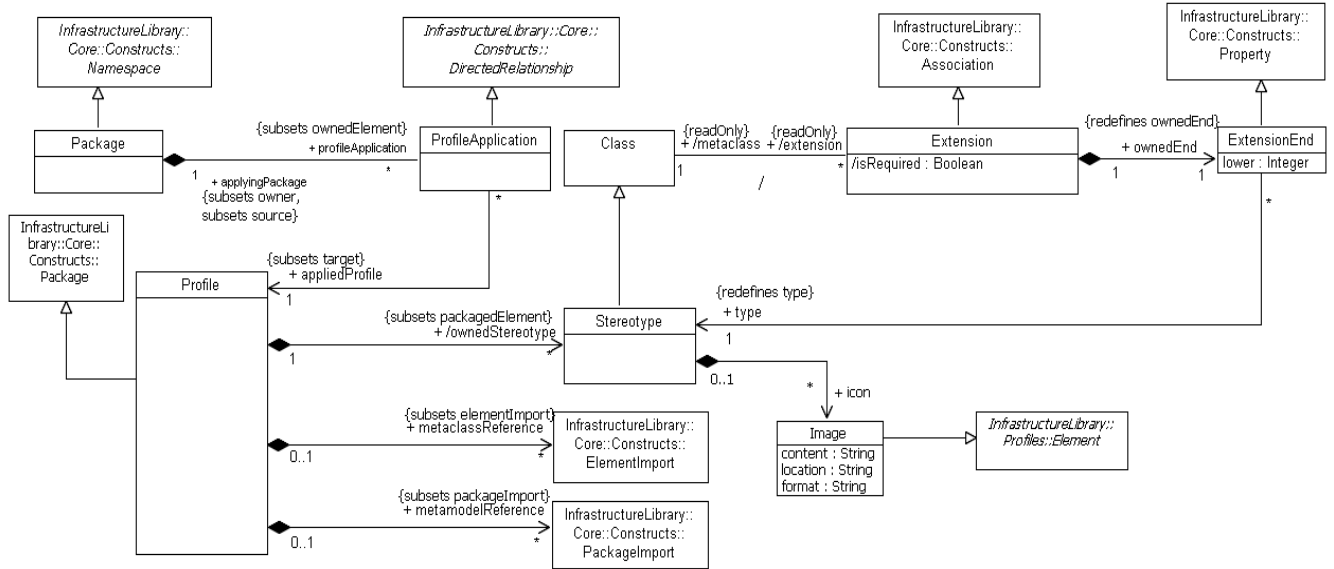 InfrastructureLibrary::
Core::Constructs::
Namespace
InfrastructureLibrary::Core::
Constructs::
DirectedRelationship
InfrastructureLibrary::
Core::Constructs::
Association
InfrastructureLibrary::
Core::Constructs::
Property
Package
{subsets ownedElement}
+ profileApplication
*
1
+ applyingPackage
{subsets owner,
subsets source}
ProfileApplication
*
Class
{readOnly}
+ /metaclass
1
{readOnly}
+ /extension
*
/
Extension
/isRequired : Boolean
{redefines ownedEnd}
+ ownedEnd
1
1
ExtensionEnd
lower : Integer
*
InfrastructureLi
brary::Core::
Constructs::
Package
Profile
{subsets target}
+ appliedProfile
1
{subsets packagedElement}
+ /ownedStereotype
1
*
Stereotype
{redefines type}
+ type
1
0..1
*
+ icon
{subsets elementImport}
+ metaclassReference
0..1
*
InfrastructureLibrary::
Core::Constructs::
ElementImport
Image
content : String
location : String
format : String
InfrastructureLibrary::
Profiles::Element
{subsets packageImport}
+ metamodelReference
0..1
*
InfrastructureLibrary::
Core::Constructs::
PackageImport